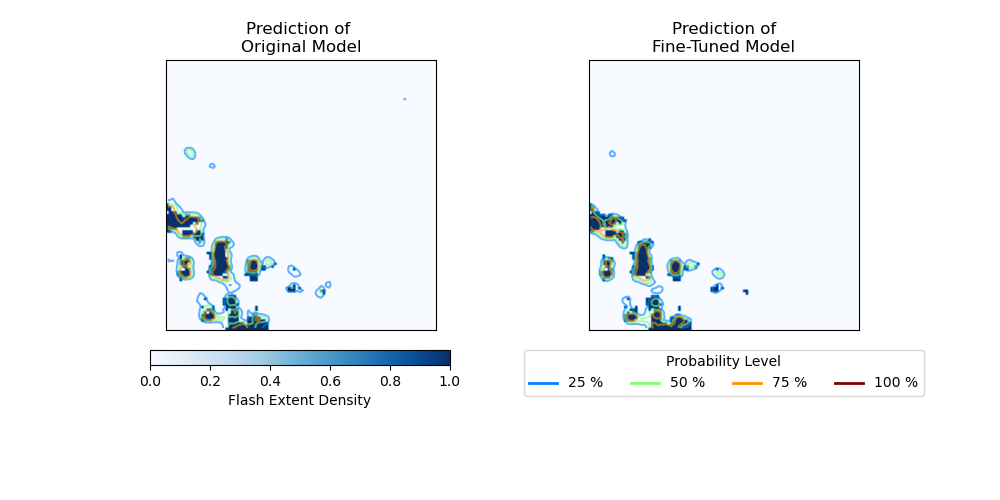 Prediction of
Original Model
Prediction of
Fine-Tuned Model
0.0 0.2 0.4 0.6 0.8 1.0
Flash Extent Density
Probability Level
25 % 50 % 75 % 100 %